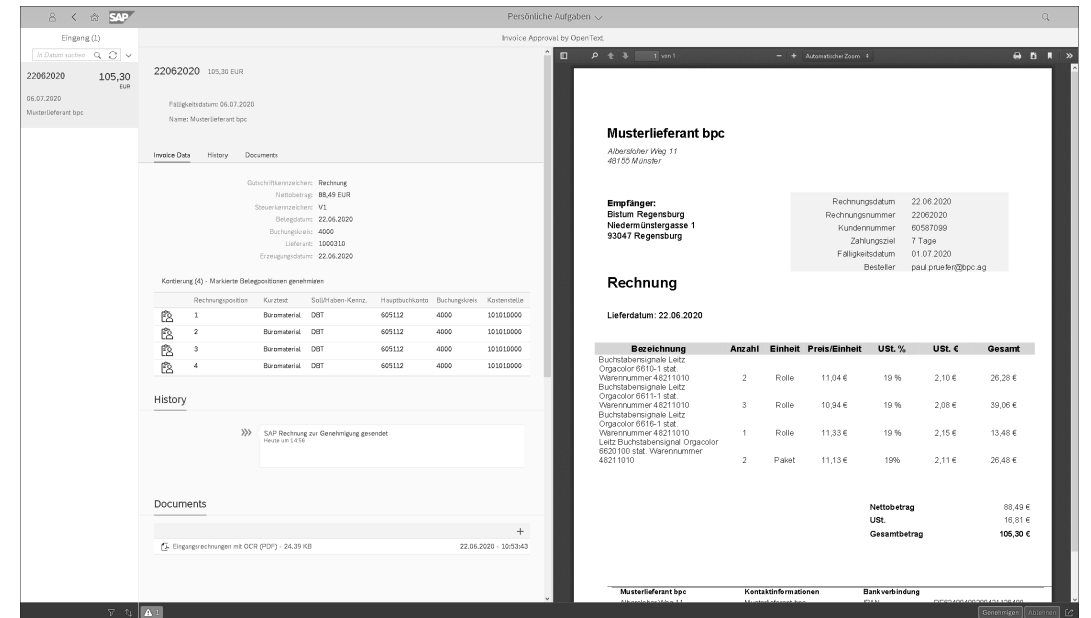 SAP
Persönliche Aufgaben
Eingang (1)
Invoice Approval by OpenText
In Datum suchen
22062020 105,30
EUR
06.07.2020
Musterlieferant bpc
22062020 105,30 EUR
Fälligkeitsdatum: 06.07.2020
Name: Musterlieferant bpc
Invoice Data History Documents
Gutschriftkennzeichen: Rechnung
Nettobetrag: 88,49 EUR
Steuerkennzeichen: V1
Belegdatum: 22.06.2020
Buchungskreis: 4000
Lieferant: 1000310
Erzeugungsdatum: 22.06.2020
Kontierung (4) - Markierte Belegpositionen genehmigen
Rechnungsposition Kurztext Soll/Haben-Kennz. Hauptbuchkonto Buchungskreis Kostenstelle
1 Büromaterial DBT 605112 4000 101010000
2 Büromaterial DBT 605112 4000 101010000
3 Büromaterial DBT 605112 4000 101010000
4 Büromaterial DBT 605112 4000 101010000
History
SAP Rechnung zur Genehmigung gesendet
Heute um 14:56
Documents
Eingangsrechnungen mit OCR (PDF) - 24.39 KB 22.06.2020 - 10:53:43
1
1 von 1 Automatischer Zoom
Musterlieferant bpc
Albersloher Weg 11
48155 Münster
Empfänger:
Bistum Regensburg
Niedermünstergasse 1
93047 Regensburg
Rechnungsdatum 22.06.2020
Rechnungsnummer 22062020
Kundennummer 60587099
Zahlungsziel 7 Tage
Fälligkeitsdatum 01.07.2020
Besteller paul.pruefer@bpc.ag
Rechnung
Lieferdatum: 22.06.2020
Bezeichnung Anzahl Einheit Preis/Einheit USt. % USt. € Gesamt
Buchstabensignale Leitz
Orgacolor 6610-1 stat.
Warennummer 48211010 2 Rolle 11,04 € 19 % 2,10 € 26,28 €
Buchstabensignale Leitz
Orgacolor 6611-1 stat.
Warennummer 48211010 3 Rolle 10,94 € 19 % 2,08 € 39,06 €
Buchstabensignale Leitz
Orgacolor 6616-1 stat.
Warennummer 48211010 1 Rolle 11,33 € 19 % 2,15 € 13,48 €
Leitz Buchstabensignal Orgacolor
6620100 stat. Warennummer
48211010 2 Paket 11,13 € 19% 2,11 € 26,48 €
Nettobetrag 88,49 €
USt. 16,81 €
Gesamtbetrag 105,30 €
Musterlieferant bpc Kontaktinformationen Bankverbindung
Genehmigen Ablehnen